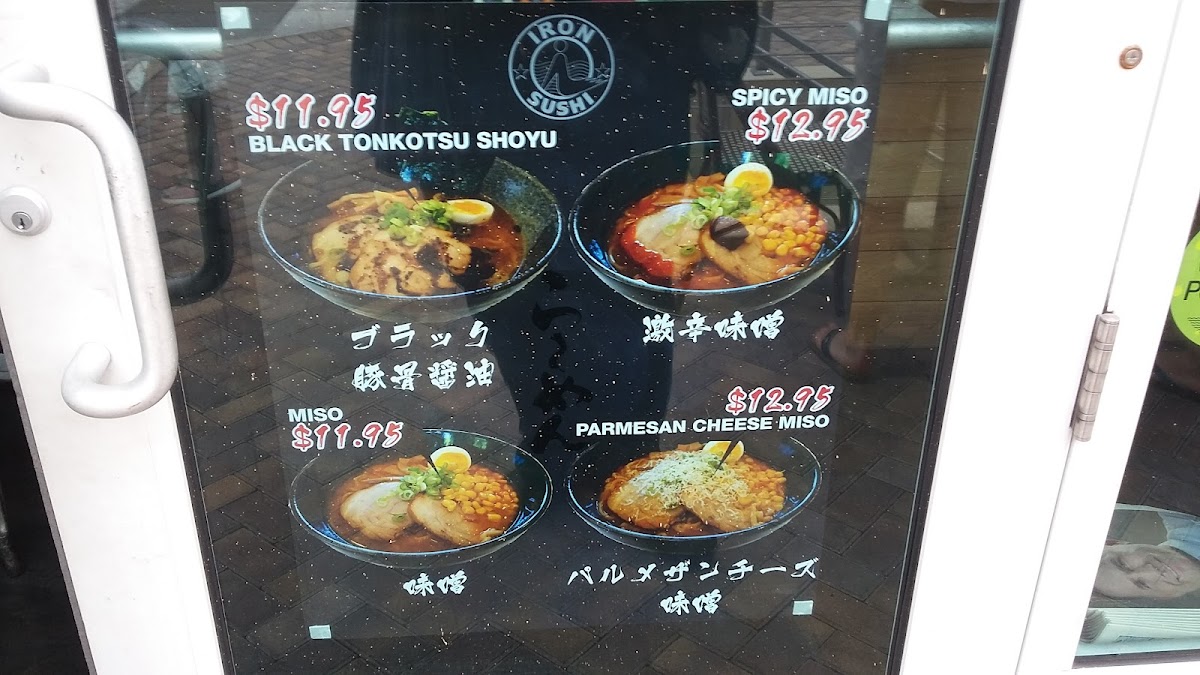 IRON
SUSHI
$11.95
BLACK TONKOTSU SHOYU
SPICY MISO
$12.95
ブラック
豚骨醤油
激辛味噌
MISO
$11.95
$12.95
PARMESAN CHEESE MISO
味噌
パルメザンチーズ
味噌